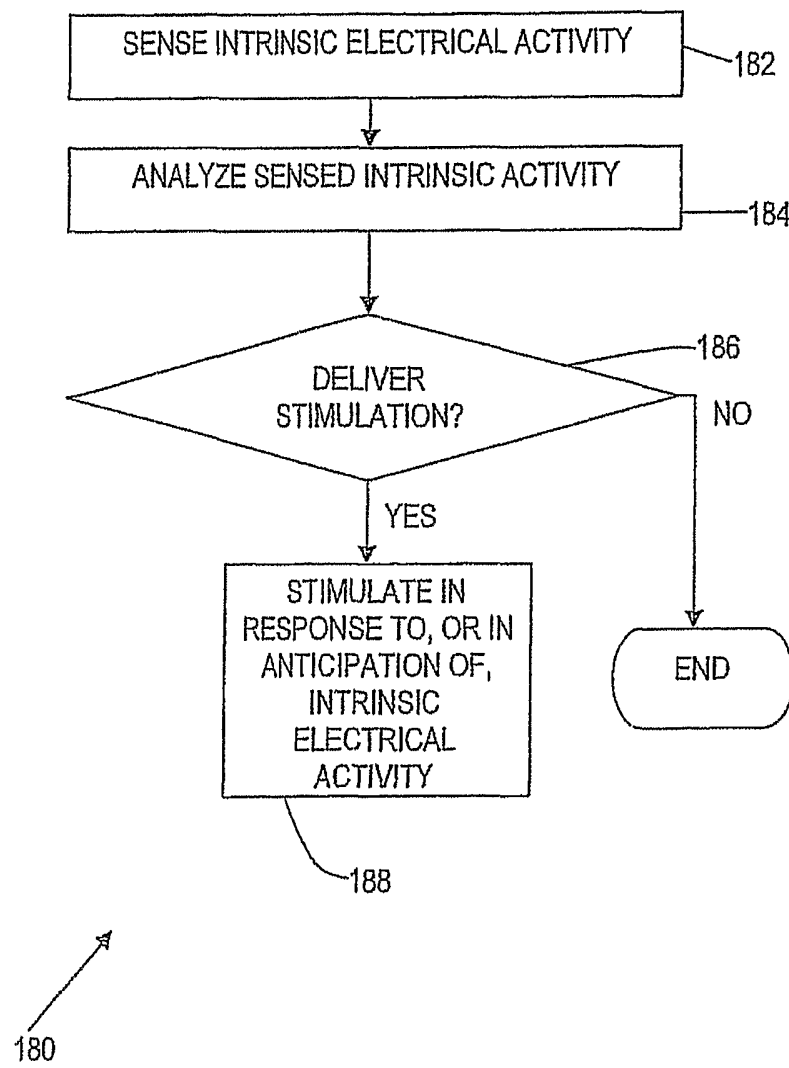 SENSE INTRINSIC ELECTRICAL ACTIVITY
182
ANALYZE SENSED INTRINSIC ACTIVITY
184
186
DELIVER
STIMULATION?
NO
YES
STIMULATE IN
RESPONSE TO, OR IN
ANTICIPATION OF,
INTRINSIC
ELECTRICAL
ACTIVITY
END
188
180